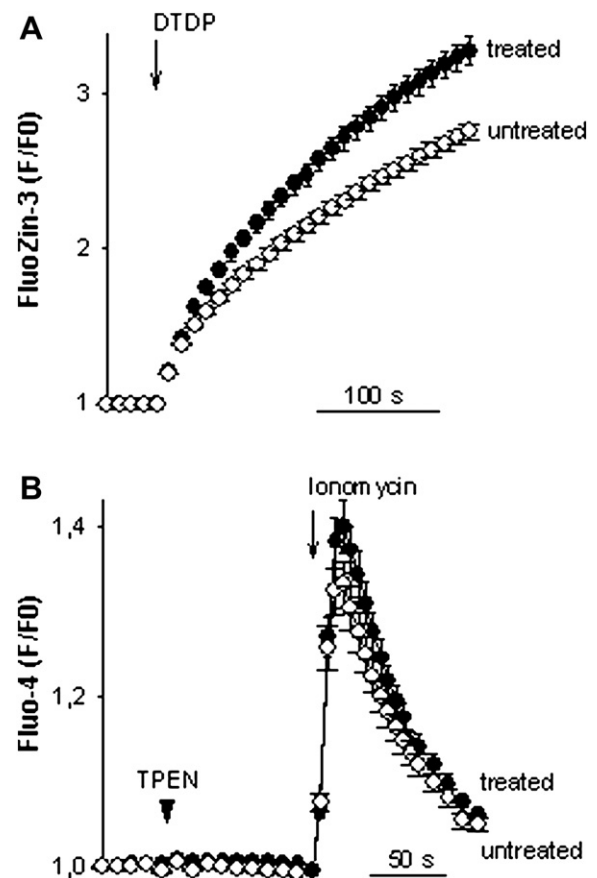 A
DTDP
treated
3
untreated
FluoZin-3 (F/F0)
2
100 s
1
B
Ionomycin
1,4
Fluo-4 (F/F0)
1,2
TPEN
treated
50 s
untreated
1,0